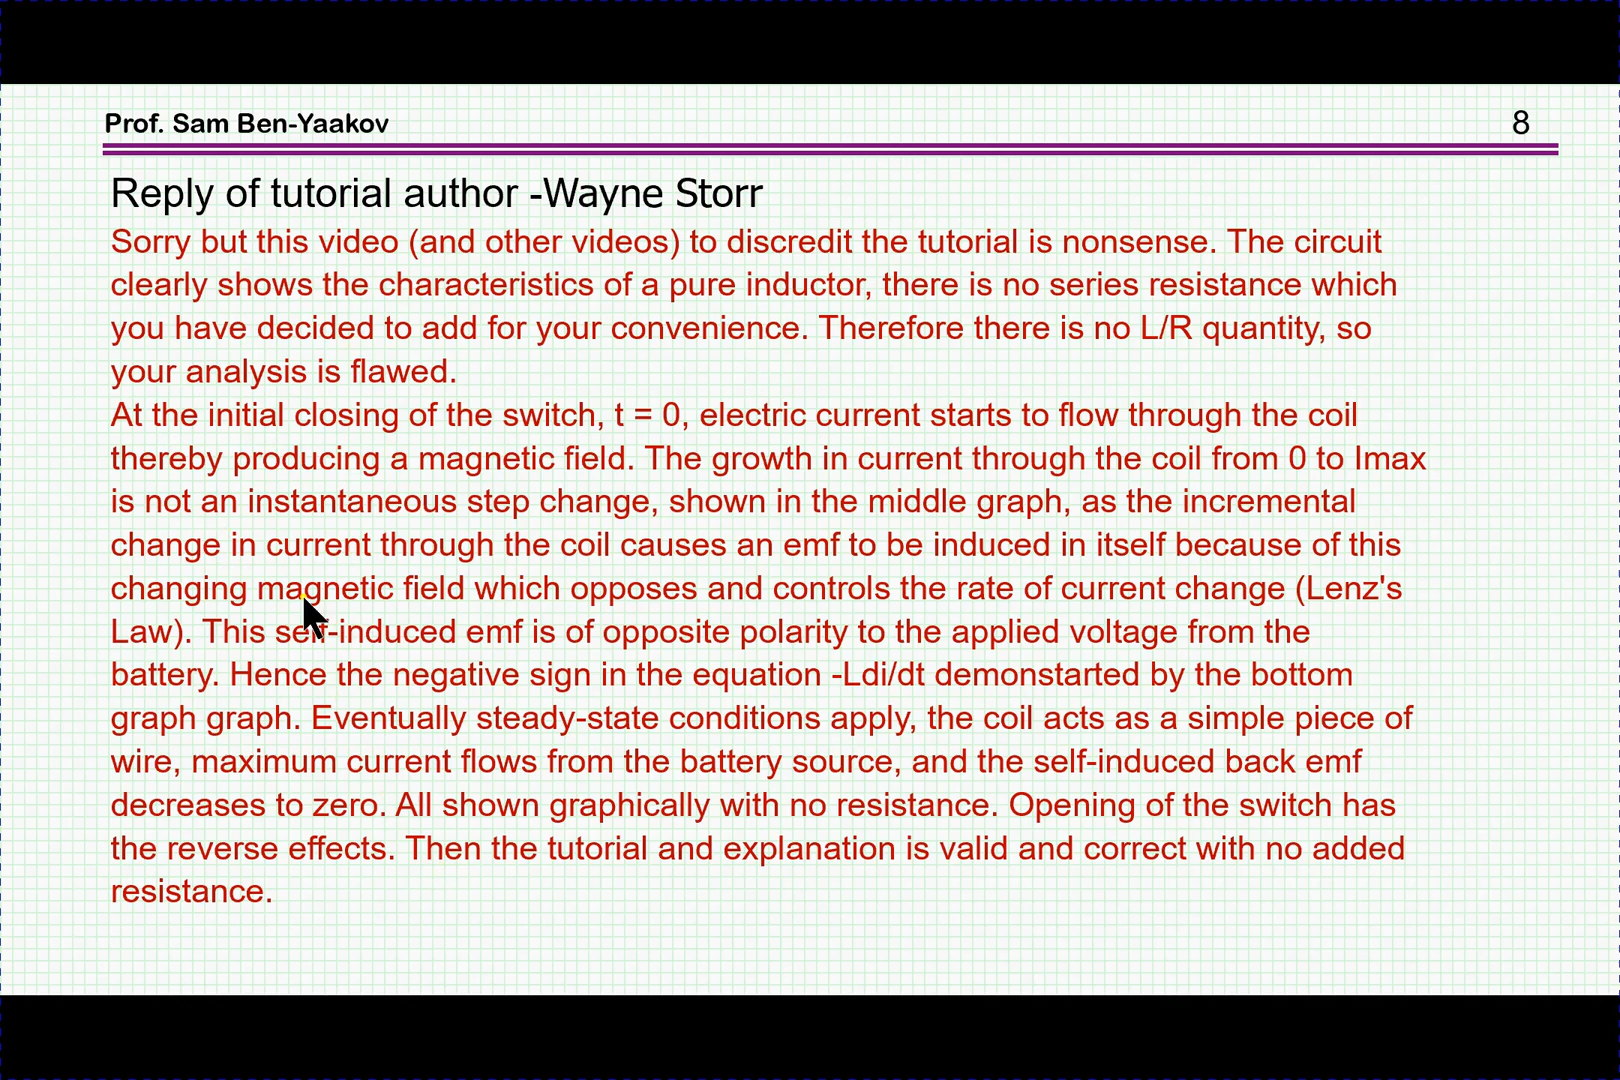 Prof. Sam Ben-Yaakov
8
Reply of tutorial author -Wayne Storr
Sorry but this video (and other videos) to discredit the tutorial is nonsense. The circuit
clearly shows the characteristics of a pure inductor, there is no series resistance which
you have decided to add for your convenience. Therefore there is no L/R quantity, so
your analysis is flawed.
At the initial closing of the switch, t = 0, electric current starts to flow through the coil
thereby producing a magnetic field. The growth in current through the coil from 0 to Imax
is not an instantaneous step change, shown in the middle graph, as the incremental
change in current through the coil causes an emf to be induced in itself because of this
changing magnetic field which opposes and controls the rate of current change (Lenz's
Law). This self-induced emf is of opposite polarity to the applied voltage from the
battery. Hence the negative sign in the equation -Ldi/dt demonstarted by the bottom
graph graph. Eventually steady-state conditions apply, the coil acts as a simple piece of
wire, maximum current flows from the battery source, and the self-induced back emf
decreases to zero. All shown graphically with no resistance. Opening of the switch has
the reverse effects. Then the tutorial and explanation is valid and correct with no added
resistance.